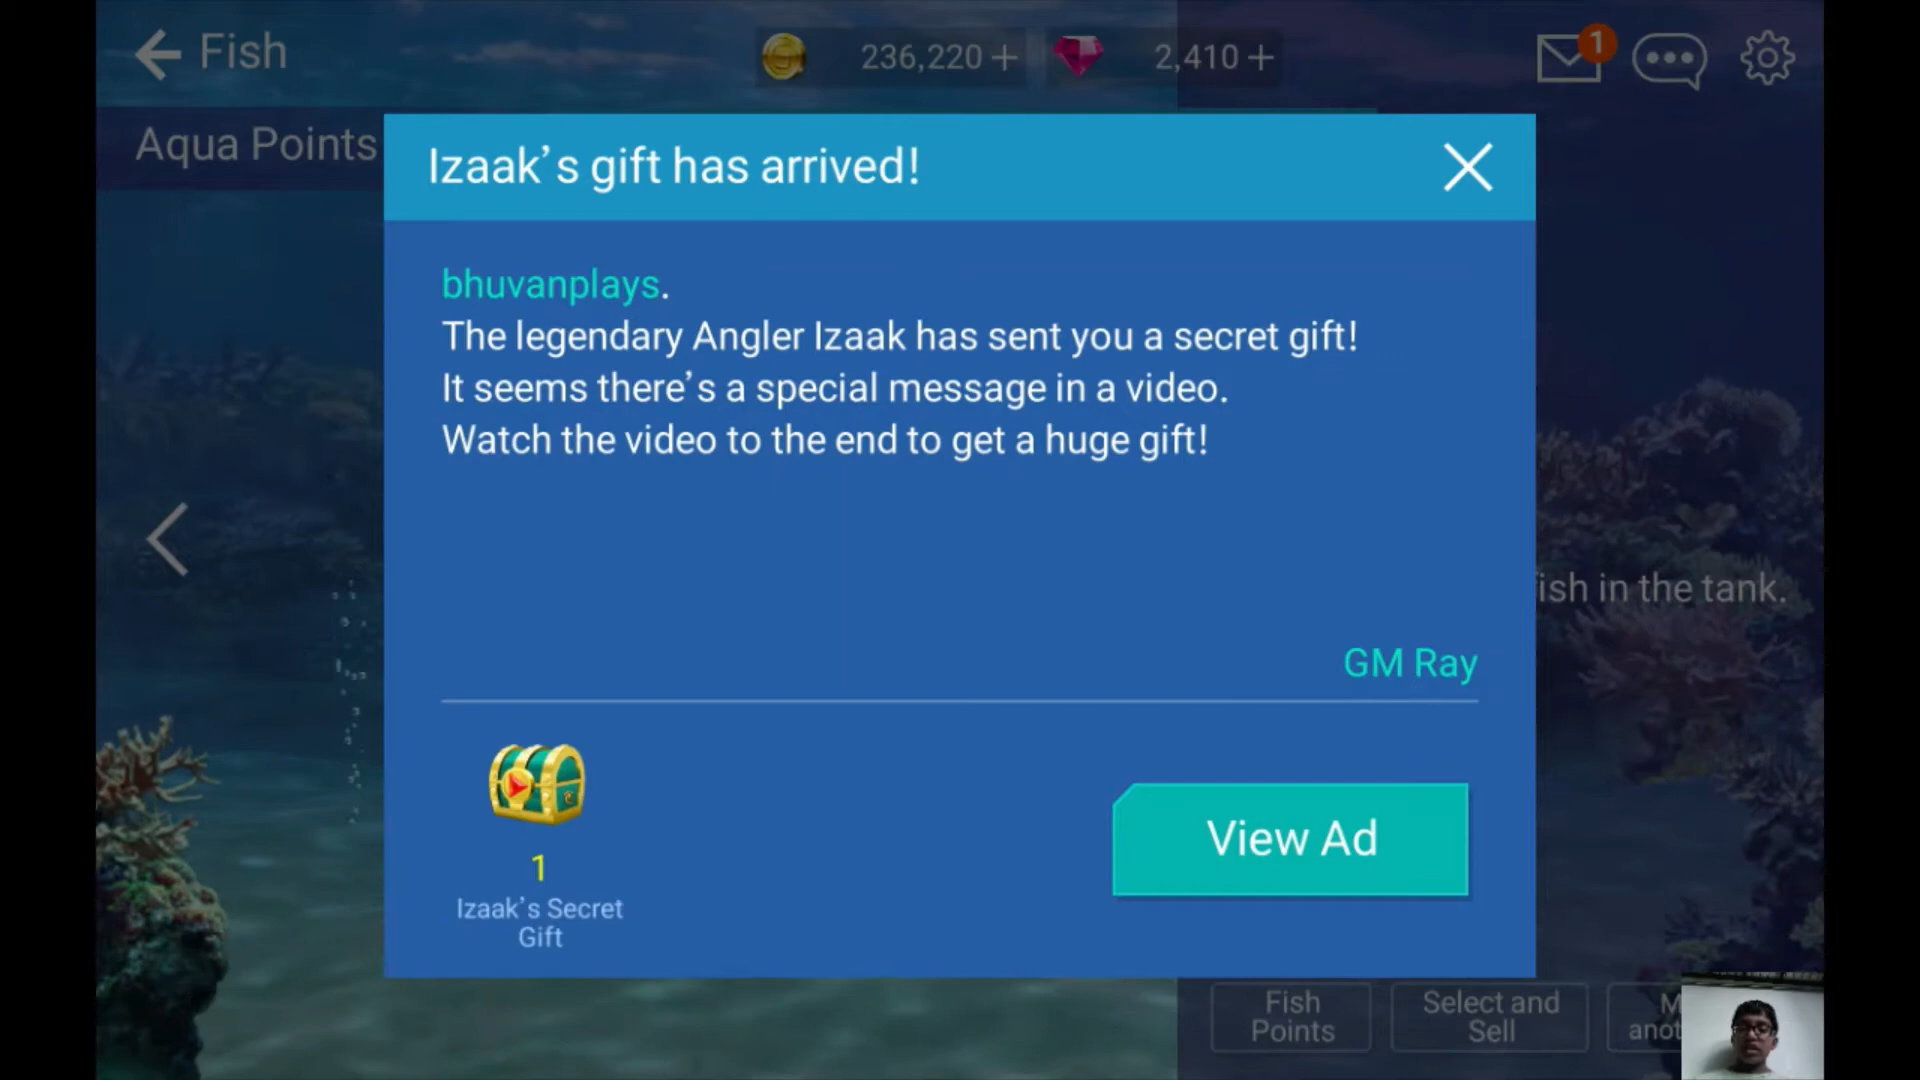 Fish
236,220 +
2,410 +
1
Aqua Points
Izaak's gift has arrived!
bhuvanplays.
The legendary Angler Izaak has sent you a secret gift!
It seems there's a special message in a video.
Watch the video to the end to get a huge gift!
ish in the tank.
GM Ray
1
Izaak's Secret
Gift
View Ad
Fish
Points
Select and
Sell
M
anot